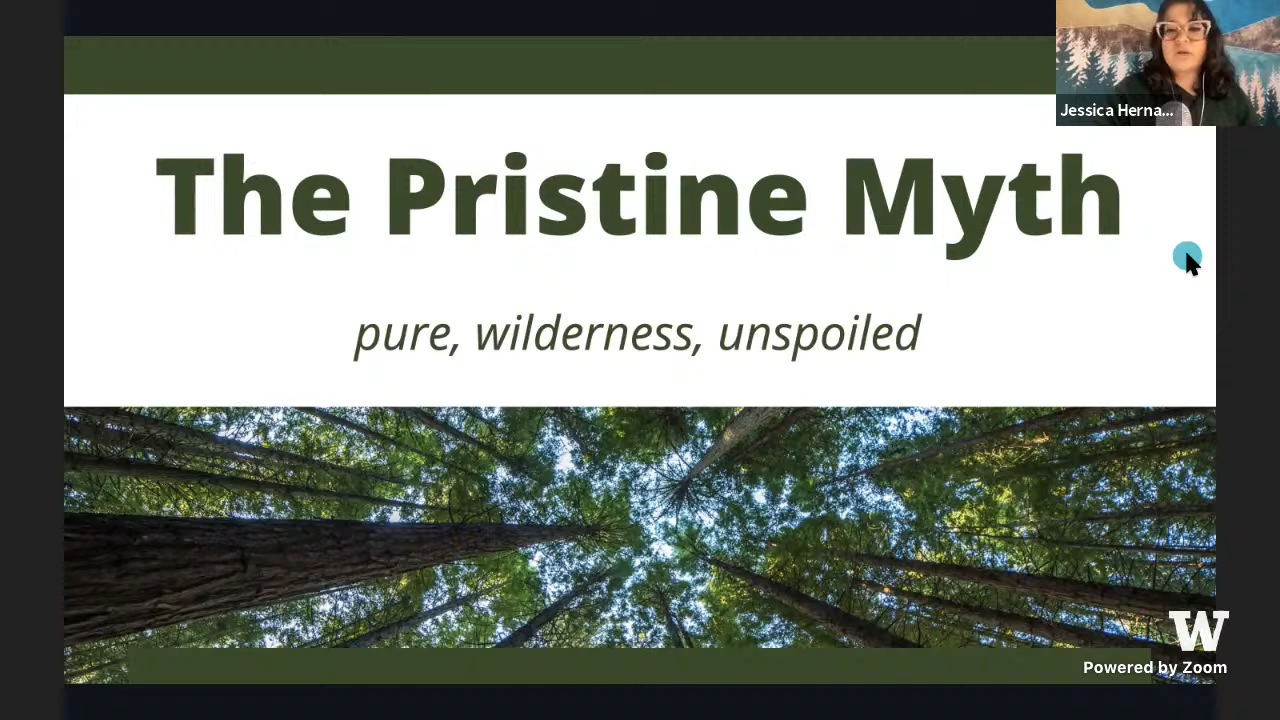 Jessica Herna...
The Pristine Myth
pure, wilderness, unspoiled
W
Powered by Zoom